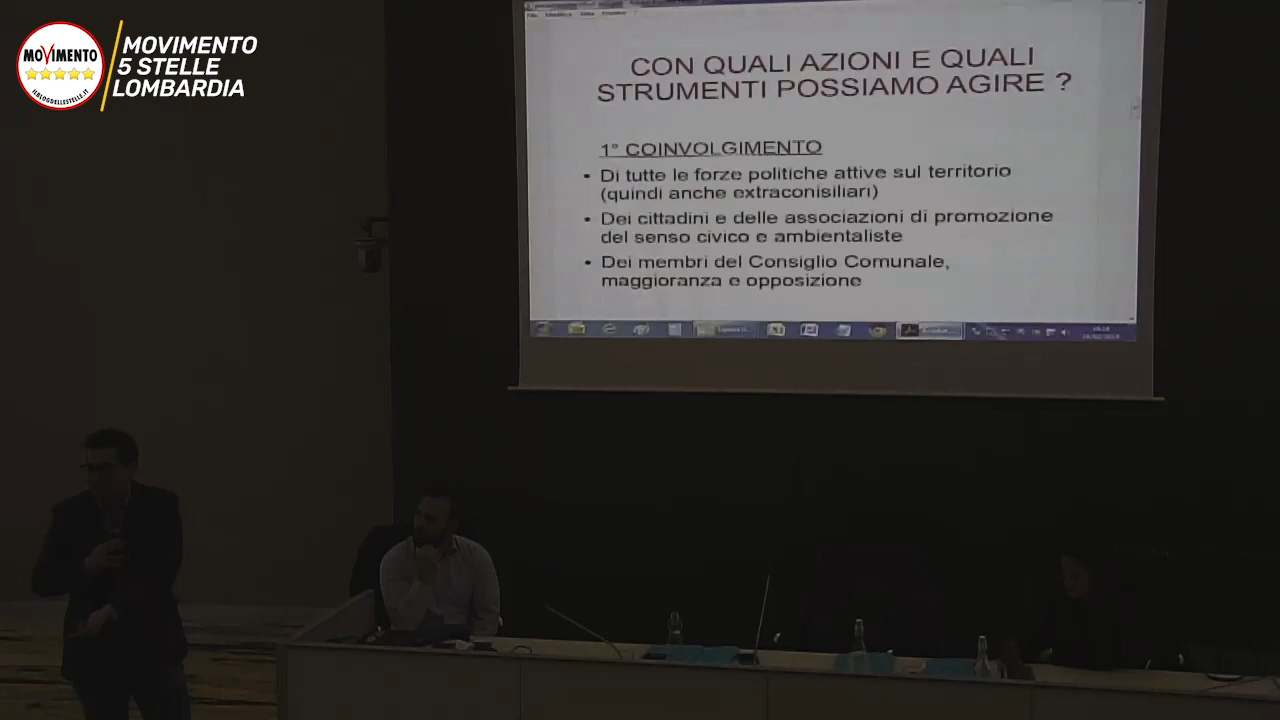 MOVIMENTO
ILBLOGDELLESTELLE.IT
MOVIMENTO
5 STELLE
LOMBARDIA
CON QUALI AZIONI E QUALI
STRUMENTI POSSIAMO AGIRE ?
1° COINVOLGIMENTO
• Di tutte le forze politiche attive sul territorio
(quindi anche extraconisiliari)
• Dei cittadini e delle associazioni di promozione
del senso civico e ambientaliste
• Dei membri del Consiglio Comunale,
maggioranza e opposizione